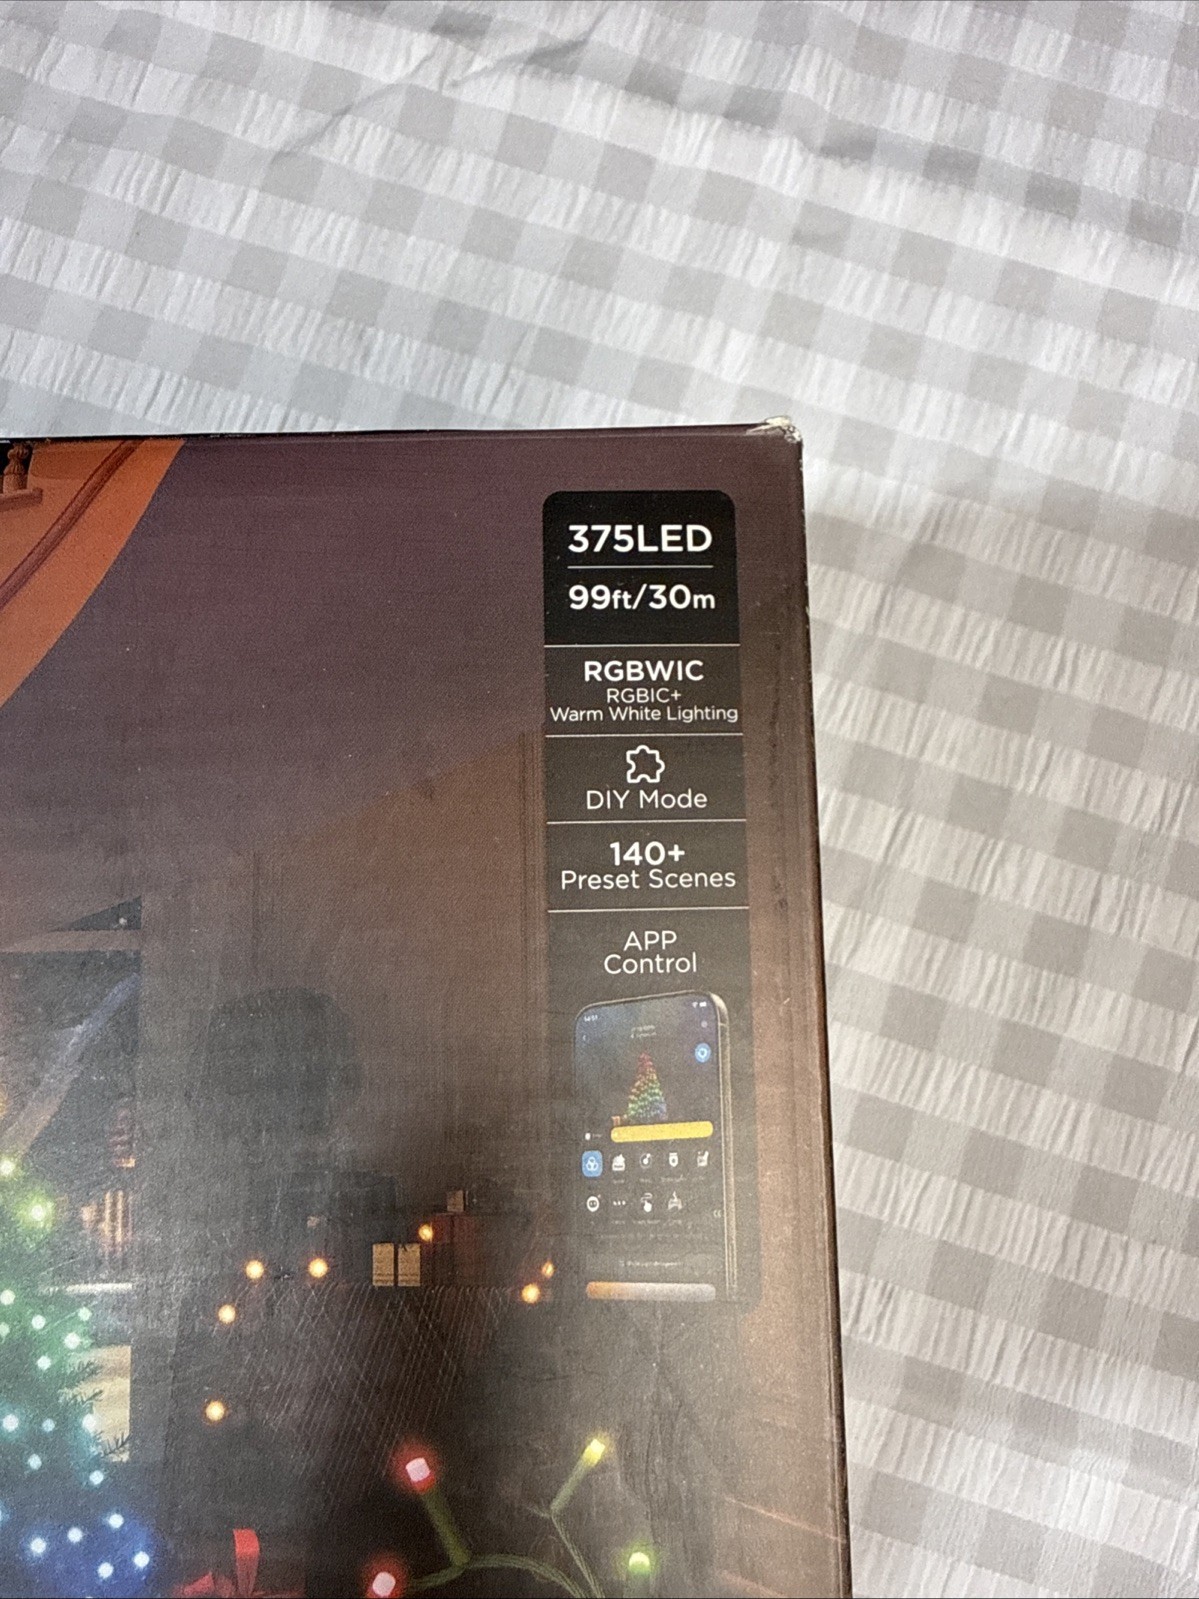 375LED
99ft/30m
RGBWIC
RGBIC+
Warm White Lighting
DIY Mode
140+
Preset Scenes
APP
Control